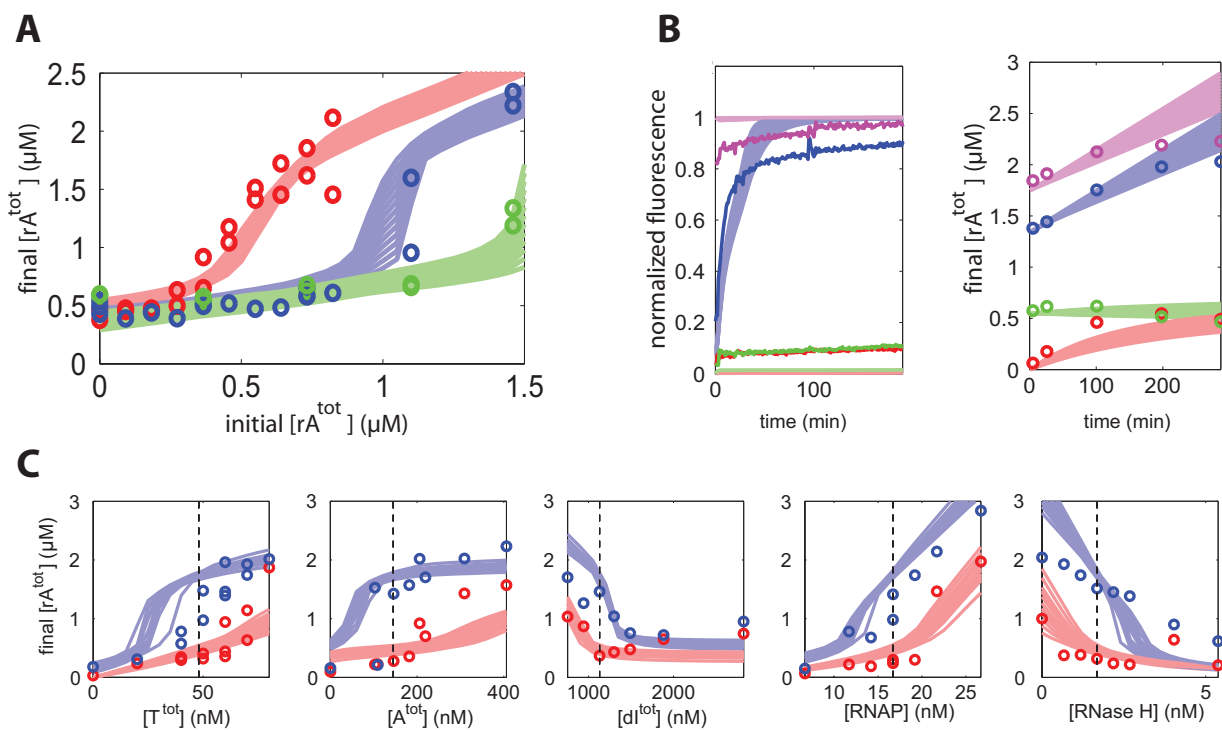 A
final [rA^tot] (μM)
2.5
2
1.5
1
0.5
0
0 0.5 1 1.5
initial [rA^tot] (μM)
B
normalized fluorescence
1
0.8
0.6
0.4
0.2
0
0 100
time (min)
final [rA^tot] (μM)
3
2.5
2
1.5
1
0.5
0
0 100 200
time (min)
C
final [rA^tot] (μM)
3
2
1
0
0 50
[T^tot] (nM)
3
2
1
0
0 200 400
[A^tot] (nM)
3
2
1
0
1000 2000
[dI^tot] (nM)
3
2
1
0
10 15 20 25
[RNAP] (nM)
3
2
1
0
0 2 4
[RNase H] (nM)